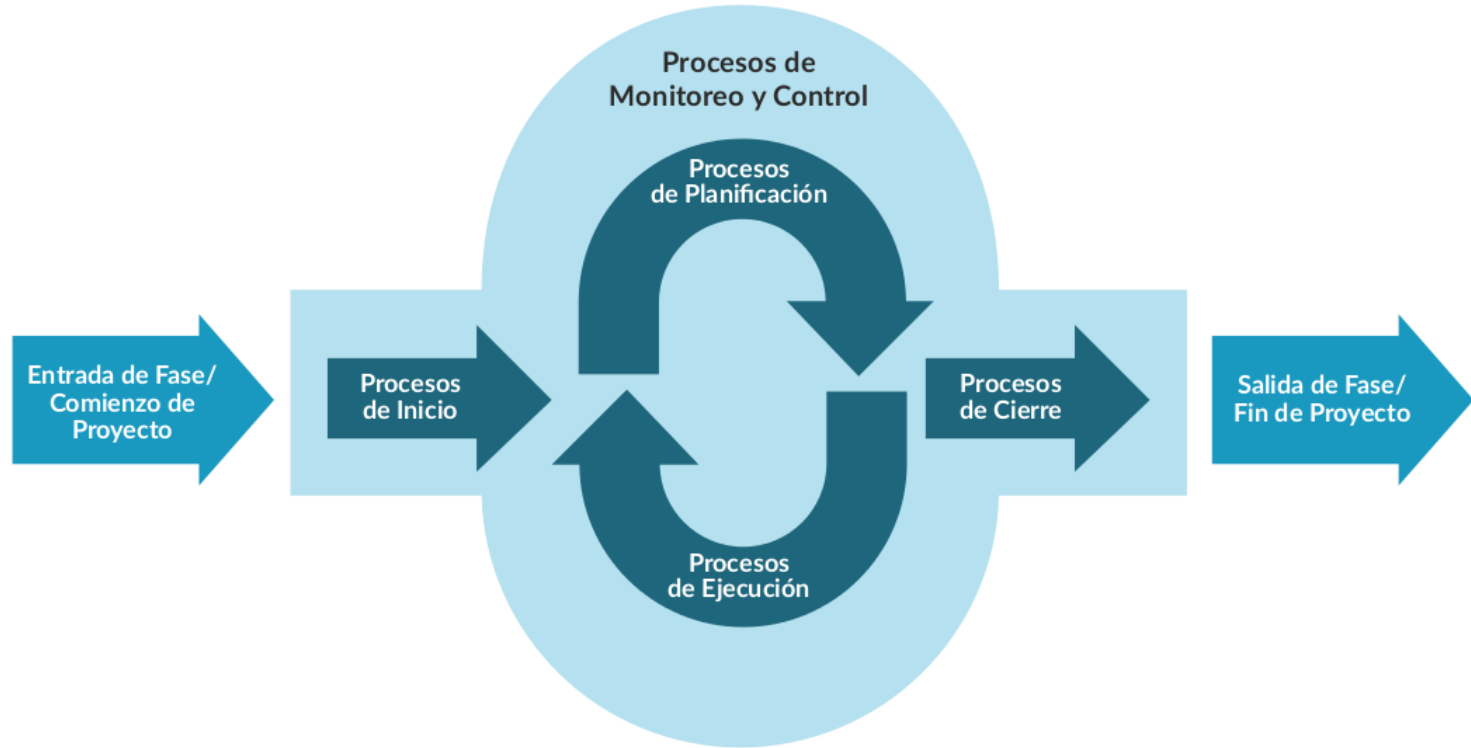 Procesos de
Monitoreo y Control
Procesos
de Planificación
Entrada de Fase/
Comienzo de
Proyecto
Procesos
de Inicio
Procesos
de Cierre
Salida de Fase/
Fin de Proyecto
Procesos
de Ejecución